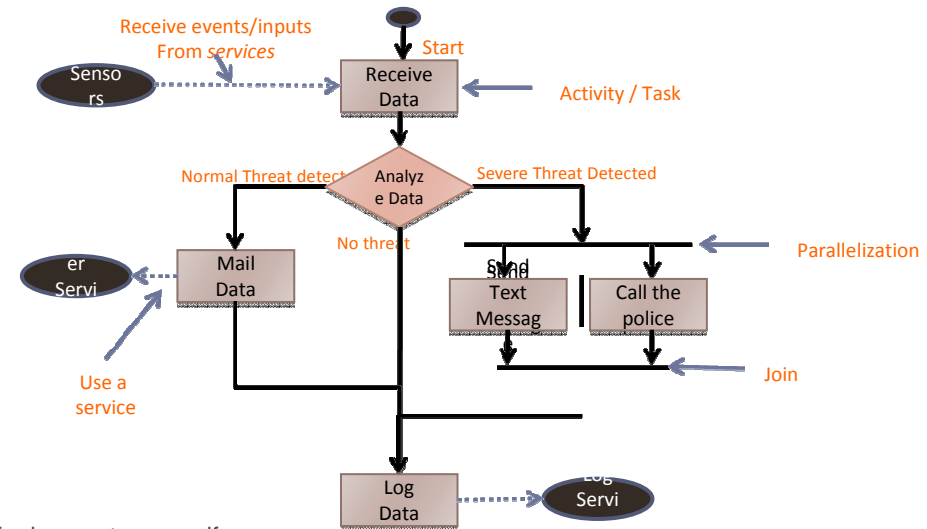 Receive events/inputs
From services
Start
Senso
rs
Receive
Data
Activity / Task
Normal Threat detect
Analyz
e Data
Severe Threat Detected
No threat
Parallelization
er
Servi
Mail
Data
Send
Text
Messag
e
Call the
police
Use a
service
Join
Log
Data
Log
Servi